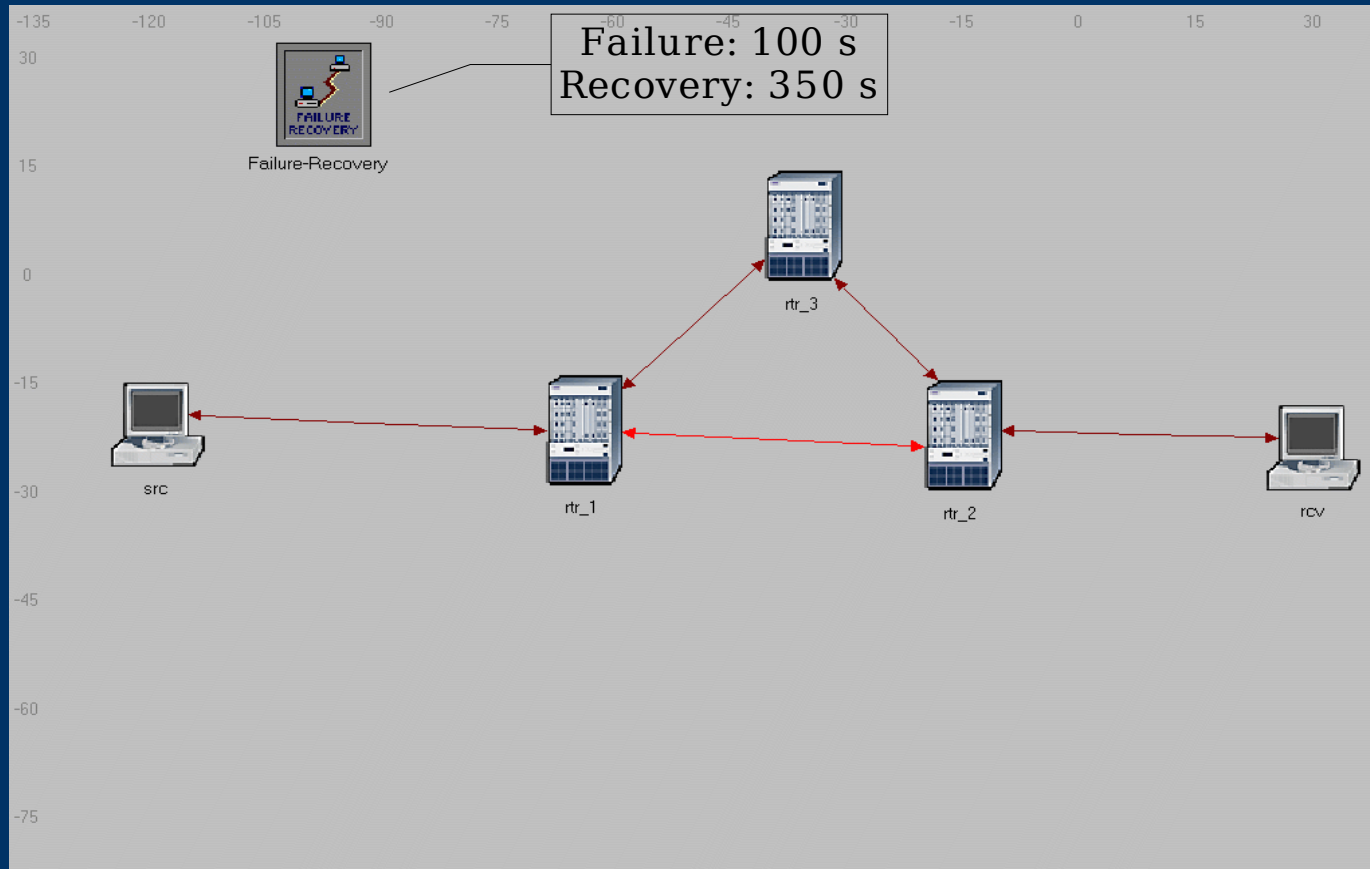 -135 -120 -105 -90 -75 -60 -45 -30 -15 0 15 30
30
Failure: 100 s
Recovery: 350 s
FAILURE
RECOVERY
Failure-Recovery
15
0
rtr_3
-15
src
rtr_1
rtr_2
rcv
-30
-45
-60
-75